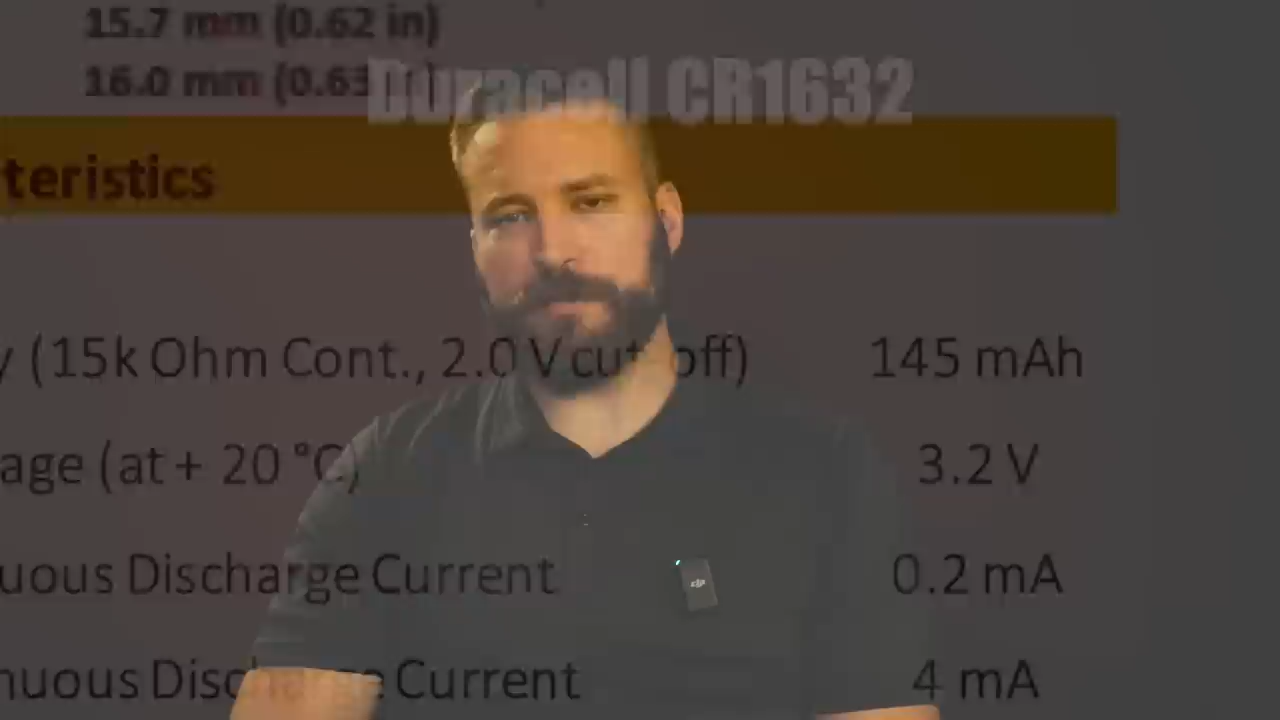 15.7 mm (0.62 in)
16.0 mm (0.63
Duracell CR1632
teristics
y (15k Ohm Cont., 2.0 V cut off) 145 mAh
age (at + 20 °C) 3.2 V
uous Discharge Current 0.2 mA
nuous Discharge Current 4 mA
dji